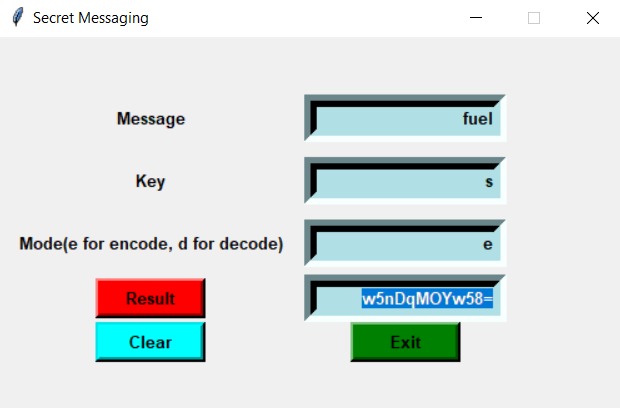 Secret Messaging
Message fuel
Key s
Mode(e for encode, d for decode) e
Result w5nDqMOYw58=
Clear Exit